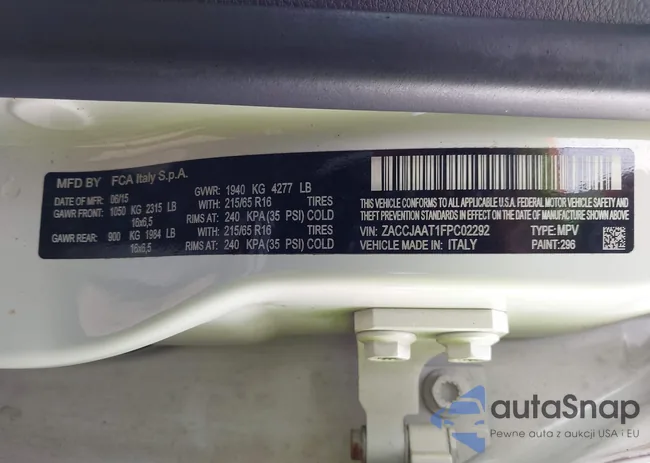 MFD BY FCA Italy S.p.A.
DATE OF MFR: 06/15 GVWR: 1940 KG 4277 LB
GAWR FRONT: 1050 KG 2315 LB WITH: 215/65 R16 TIRES
16x6,5 RIMS AT: 240 KPA (35 PSI) COLD
GAWR REAR: 900 KG 1984 LB WITH: 215/65 R16 TIRES
16x6,5 RIMS AT: 240 KPA (35 PSI) COLD
THIS VEHICLE CONFORMS TO ALL APPLICABLE U.S.A. FEDERAL MOTOR VEHICLE SAFETY AND
THEFT PREVENTION STANDARDS IN EFFECT ON THE DATE OF MANUFACTURE SHOWN ABOVE.
VIN: ZACCJAAT1FPC02292 TYPE: MPV
VEHICLE MADE IN: ITALY PAINT: 296
autaSnap
Pewne auta z aukcji USA i EU